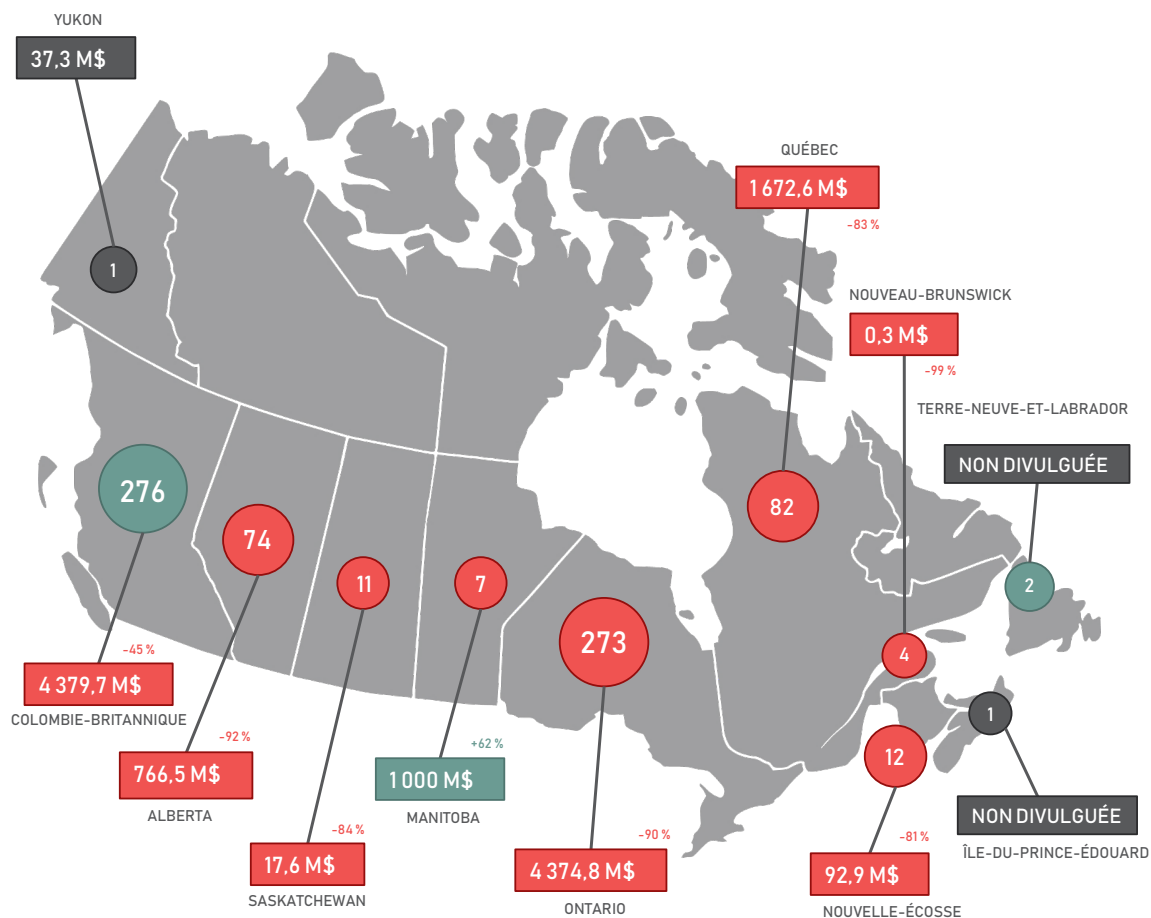 YUKON
37,3 M$
1
QUÉBEC
1 672,6 M$
-83 %
82
NOUVEAU-BRUNSWICK
0,3 M$
-99 %
4
TERRE-NEUVE-ET-LABRADOR
NON DIVULGUÉE
2
276
-45 %
4 379,7 M$
COLOMBIE-BRITANNIQUE
74
-92 %
766,5 M$
ALBERTA
11
-84 %
17,6 M$
SASKATCHEWAN
7
+62 %
1 000 M$
MANITOBA
273
-90 %
4 374,8 M$
ONTARIO
12
-81 %
92,9 M$
NOUVELLE-ÉCOSSE
1
NON DIVULGUÉE
ÎLE-DU-PRINCE-ÉDOUARD